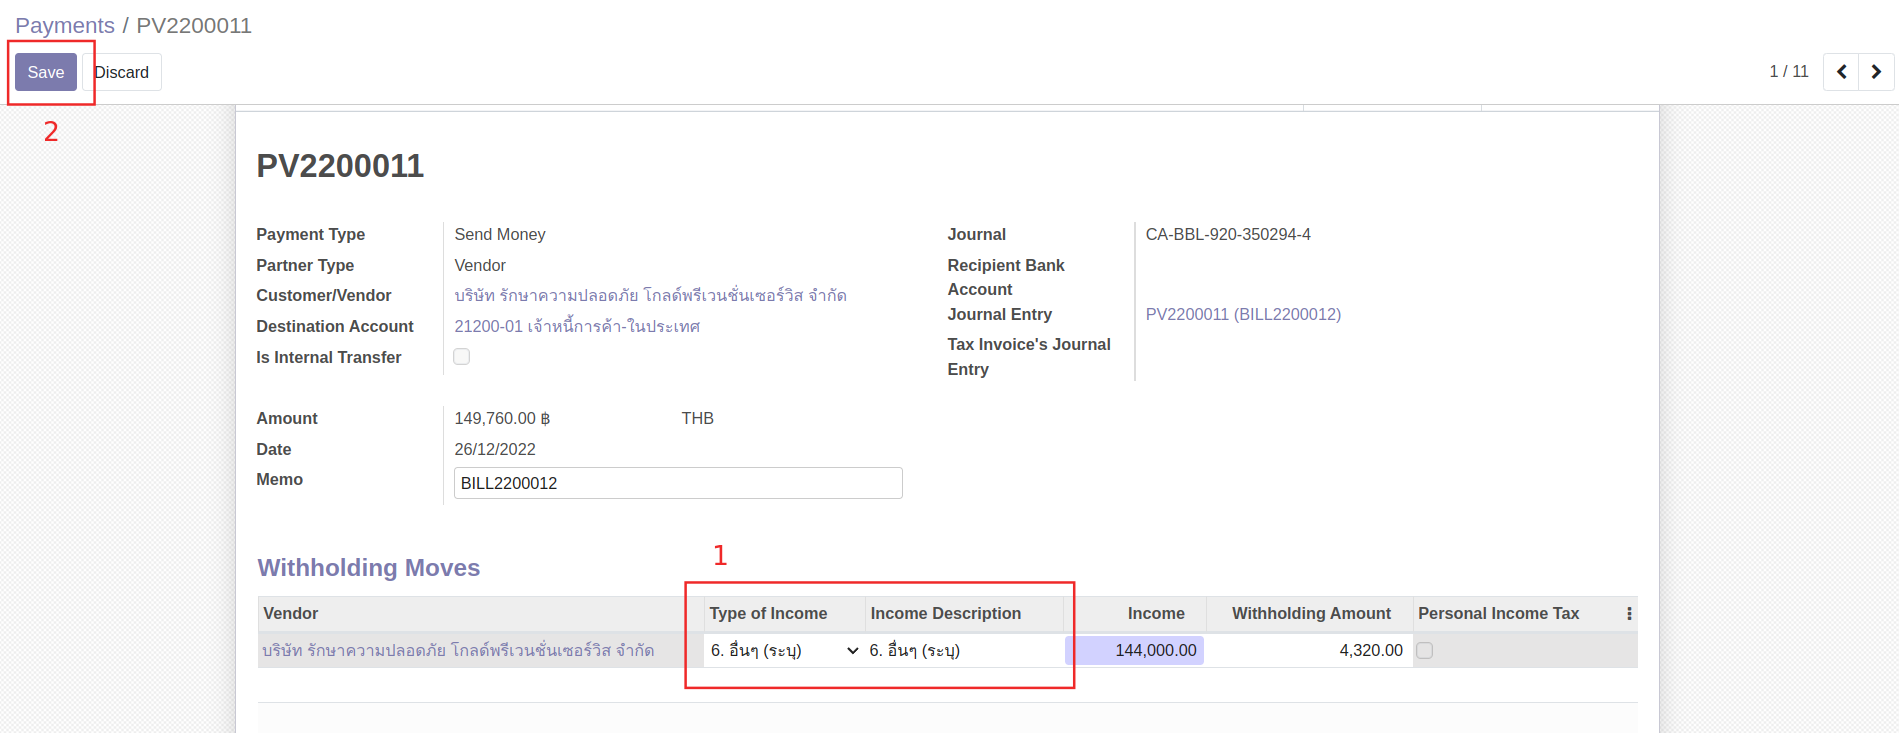 Payments / PV2200011
Save Discard 1 / 11
2
PV2200011
Payment Type Send Money
Partner Type Vendor
Customer/Vendor บริษัท รักษาความปลอดภัย โกลด์พรีเวนชั่นเซอร์วิส จำกัด
Destination Account 21200-01 เจ้าหนี้การค้า-ในประเทศ
Is Internal Transfer
Journal CA-BBL-920-350294-4
Recipient Bank
Account
Journal Entry PV2200011 (BILL2200012)
Tax Invoice's Journal
Entry
Amount 149,760.00 ฿ THB
Date 26/12/2022
Memo BILL2200012
1
Withholding Moves
Vendor Type of Income Income Description Income Withholding Amount Personal Income Tax
บริษัท รักษาความปลอดภัย โกลด์พรีเวนชั่นเซอร์วิส จำกัด 6. อื่นๆ (ระบุ) 6. อื่นๆ (ระบุ) 144,000.00 4,320.00